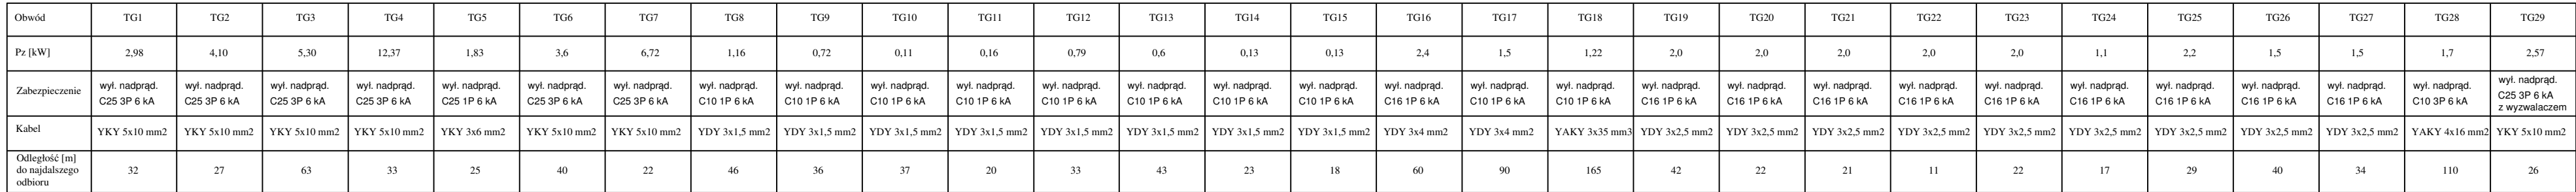 Obwód TG1 TG2 TG3 TG4 TG5 TG6 TG7 TG8 TG9 TG10 TG11 TG12 TG13 TG14 TG15 TG16 TG17 TG18 TG19 TG20 TG21 TG22 TG23 TG24 TG25 TG26 TG27 TG28 TG29
Pz [kW] 2,98 4,10 5,30 12,37 1,83 3,6 6,72 1,16 0,72 0,11 0,16 0,79 0,6 0,13 0,13 2,4 1,5 1,22 2,0 2,0 2,0 2,0 2,0 1,1 2,2 1,5 1,5 1,7 2,57
Zabezpieczenie
wył. nadprąd. wył. nadprąd. wył. nadprąd. wył. nadprąd. wył. nadprąd. wył. nadprąd. wył. nadprąd. wył. nadprąd. wył. nadprąd. wył. nadprąd. wył. nadprąd. wył. nadprąd. wył. nadprąd. wył. nadprąd. wył. nadprąd. wył. nadprąd. wył. nadprąd. wył. nadprąd. wył. nadprąd. wył. nadprąd. wył. nadprąd. wył. nadprąd. wył. nadprąd. wył. nadprąd. wył. nadprąd. wył. nadprąd. wył. nadprąd. wył. nadprąd. wył. nadprąd.
C25 3P 6 kA C25 3P 6 kA C25 3P 6 kA C25 3P 6 kA C25 1P 6 kA C25 3P 6 kA C25 3P 6 kA C10 1P 6 kA C10 1P 6 kA C10 1P 6 kA C10 1P 6 kA C10 1P 6 kA C10 1P 6 kA C10 1P 6 kA C10 1P 6 kA C16 1P 6 kA C10 1P 6 kA C10 1P 6 kA C16 1P 6 kA C16 1P 6 kA C16 1P 6 kA C16 1P 6 kA C16 1P 6 kA C16 1P 6 kA C16 1P 6 kA C16 1P 6 kA C16 1P 6 kA C10 3P 6 kA C25 3P 6 kA
z wyzwalaczem
Kabel YKY 5x10 mm2 YKY 5x10 mm2 YKY 5x10 mm2 YKY 5x10 mm2 YKY 3x6 mm2 YKY 5x10 mm2 YKY 5x10 mm2 YDY 3x1,5 mm2 YDY 3x1,5 mm2 YDY 3x1,5 mm2 YDY 3x1,5 mm2 YDY 3x1,5 mm2 YDY 3x1,5 mm2 YDY 3x1,5 mm2 YDY 3x1,5 mm2 YDY 3x4 mm2 YDY 3x4 mm2 YAKY 3x35 mm3 YDY 3x2,5 mm2 YDY 3x2,5 mm2 YDY 3x2,5 mm2 YDY 3x2,5 mm2 YDY 3x2,5 mm2 YDY 3x2,5 mm2 YDY 3x2,5 mm2 YDY 3x2,5 mm2 YDY 3x2,5 mm2 YAKY 4x16 mm2 YKY 5x10 mm2
Odległość [m]
do najdalszego
odbioru
32 27 63 33 25 40 22 46 36 37 20 33 43 23 18 60 90 165 42 22 21 11 22 17 29 40 34 110 26